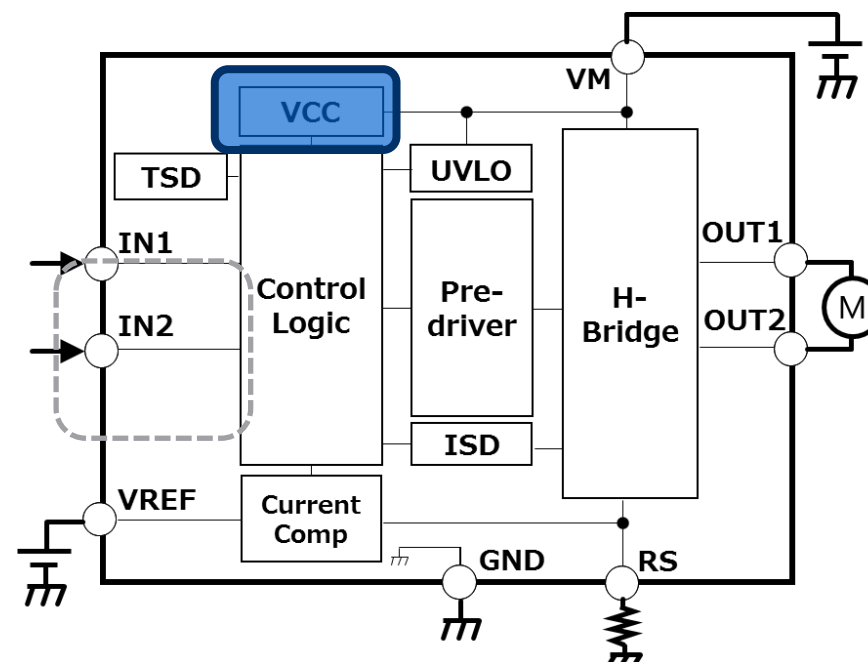 VM
VCC
TSD
UVLO
IN1
OUT1
Control
Logic
Pre-
driver
H-
Bridge
IN2
OUT2
M
ISD
VREF
Current
Comp
GND
RS